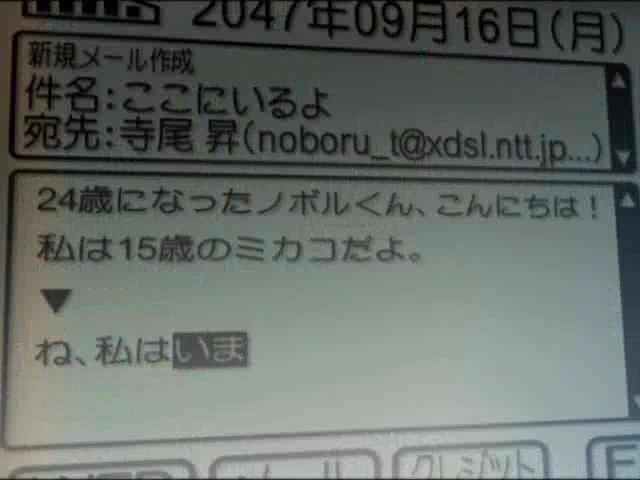 2047年09月16日(月)
新規メール作成
件名:ここにいるよ
宛先:寺尾 昇(noboru_t@xdsl.ntt.jp...)
24歳になったノボルくん、こんにちは!
私は15歳のミカコだよ。
▼
ね、私はいま
メール クレジット